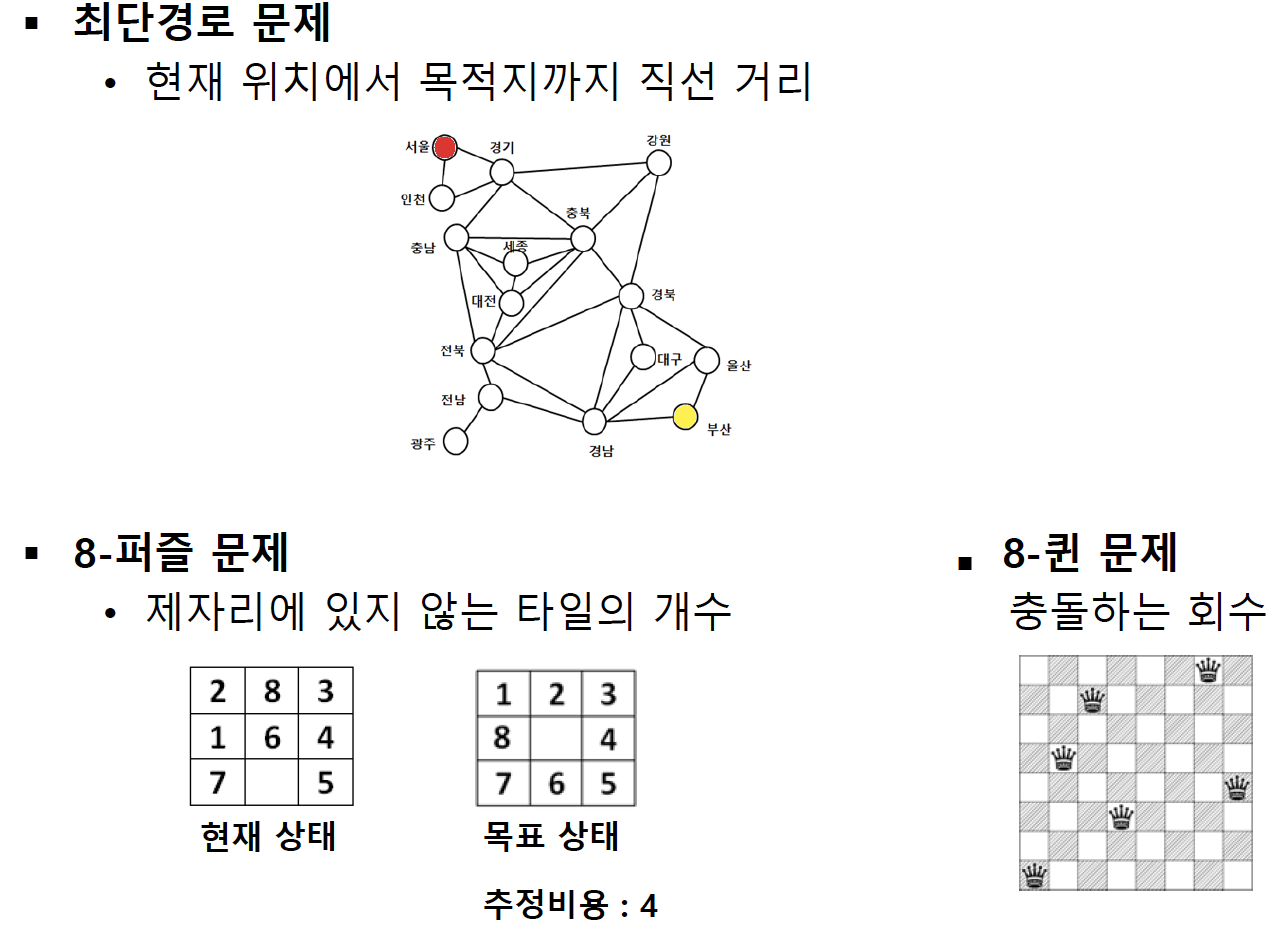 ▪ 최단경로 문제
• 현재 위치에서 목적지까지 직선 거리
서울
경기
강원
인천
충북
충남
세종
대전
경북
전북
대구
울산
전남
광주
경남
부산
▪ 8-퍼즐 문제
• 제자리에 있지 않는 타일의 개수
2 8 3
1 6 4
7 5
현재 상태
1 2 3
8 4
7 6 5
목표 상태
추정비용 : 4
▪ 8-퀸 문제
충돌하는 회수